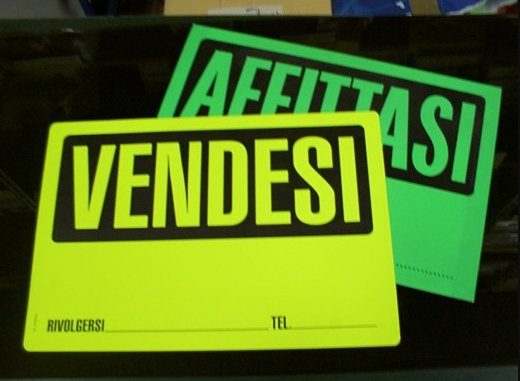 AFFITTASI
VENDESI
RIVOLGERSI TEL.